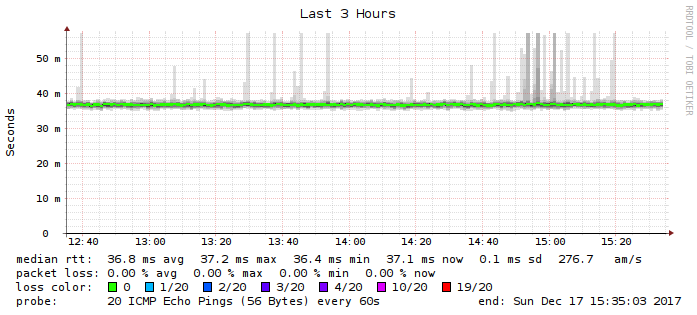 Last 3 Hours
RRDTOOL / TOBI OETIKER
Seconds
50 m
40 m
30 m
20 m
10 m
0
12:40 13:00 13:20 13:40 14:00 14:20 14:40 15:00 15:20
median rtt: 36.8 ms avg 37.2 ms max 36.4 ms min 37.1 ms now 0.1 ms sd 276.7 am/s
packet loss: 0.00 % avg 0.00 % max 0.00 % min 0.00 % now
loss color: 0 1/20 2/20 3/20 4/20 10/20 19/20
probe: 20 ICMP Echo Pings (56 Bytes) every 60s end: Sun Dec 17 15:35:03 2017